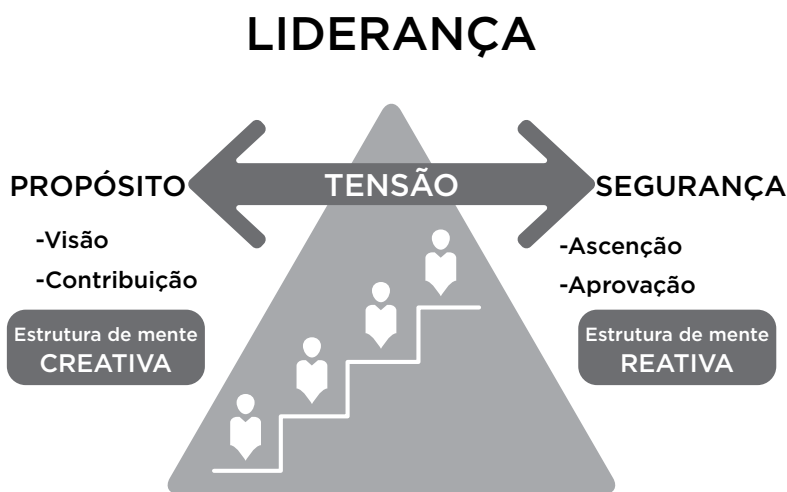 LIDERANÇA
PROPÓSITO
TENSÃO
SEGURANÇA
-Visão
-Contribuição
-Ascenção
-Aprovação
Estrutura de mente
CREATIVA
Estrutura de mente
REATIVA